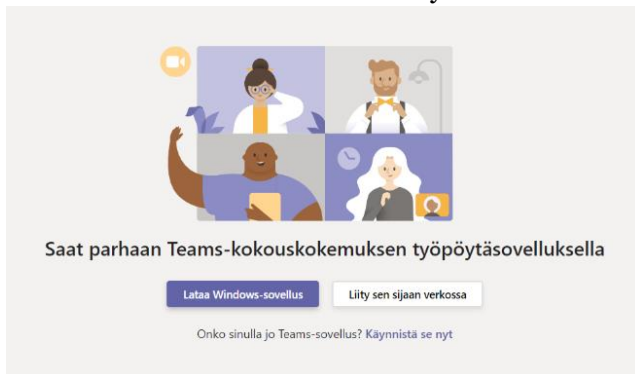 Saat parhaan Teams-kokouskokemuksen työpöytäsovelluksella
Lataa Windows-sovellus
Liity sen sijaan verkossa
Onko sinulla jo Teams-sovellus? Käynnistä se nyt